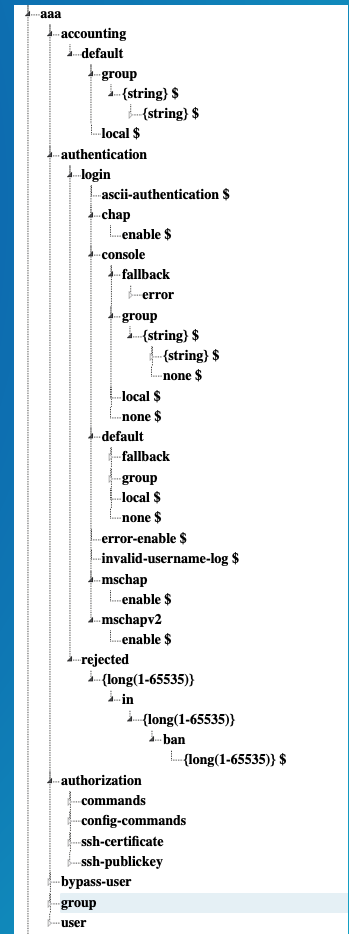 aaa
accounting
default
group
{string} $
{string} $
local $
authentication
login
ascii-authentication $
chap
enable $
console
fallback
error
group
{string} $
{string} $
none $
local $
none $
default
fallback
group
local $
none $
error-enable $
invalid-username-log $
mschap
enable $
mschapv2
enable $
rejected
{long(1-65535)}
in
{long(1-65535)}
ban
{long(1-65535)} $
authorization
commands
config-commands
ssh-certificate
ssh-publickey
bypass-user
group
user